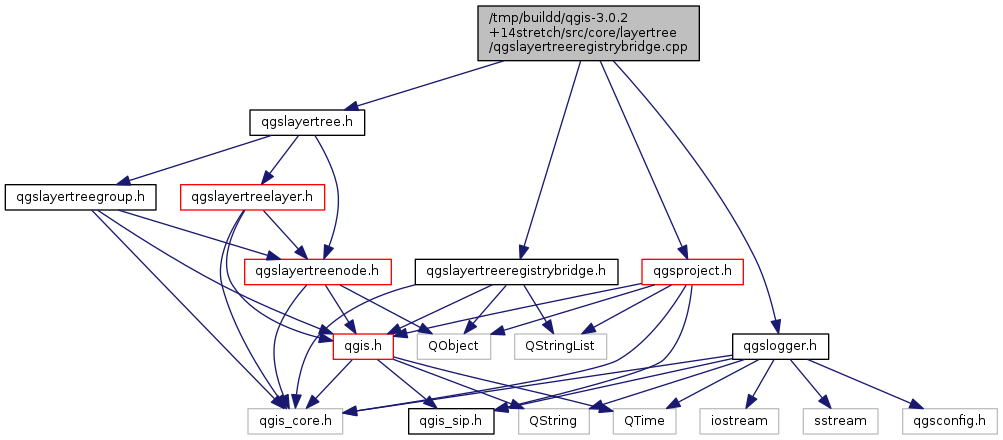 /tmp/buildd/qgis-3.0.2
+14stretch/src/core/layertree
/qgslayertreeregistrybridge.cpp
qgslayertree.h
qgslayertreegroup.h
qgslayertreelayer.h
qgslayertreenode.h
qgslayertreeregistrybridge.h
qgsproject.h
qgis.h
QObject
QStringList
qgslogger.h
qgis_core.h
qgis_sip.h
QString
QTime
iostream
sstream
qgsconfig.h